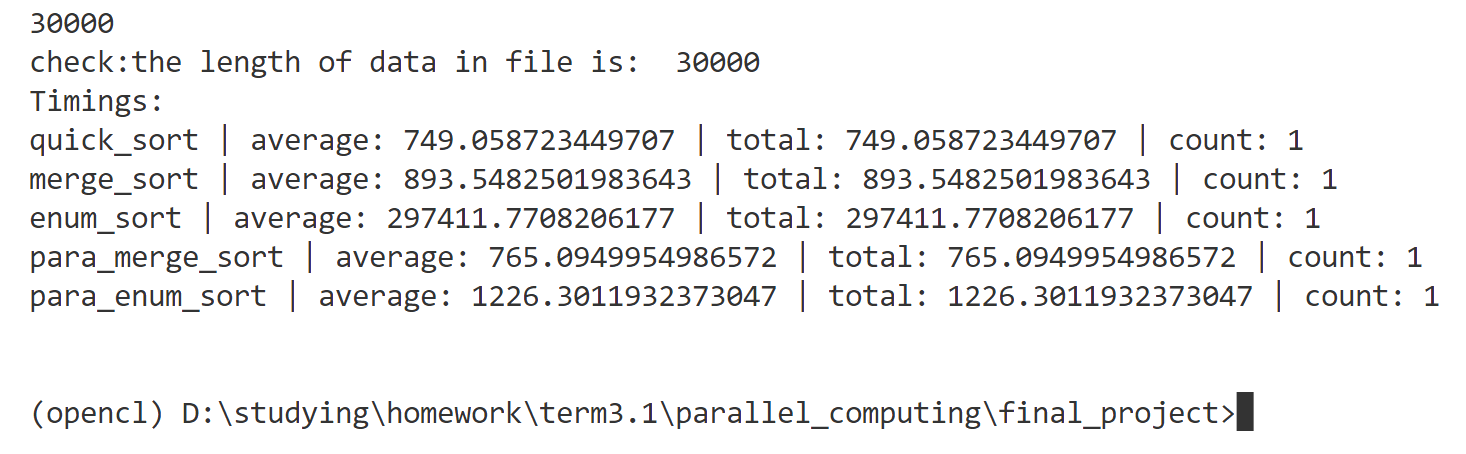 30000
check:the length of data in file is:  30000
Timings:
quick_sort | average: 749.058723449707 | total: 749.058723449707 | count: 1
merge_sort | average: 893.5482501983643 | total: 893.5482501983643 | count: 1
enum_sort | average: 297411.7708206177 | total: 297411.7708206177 | count: 1
para_merge_sort | average: 765.0949954986572 | total: 765.0949954986572 | count: 1
para_enum_sort | average: 1226.3011932373047 | total: 1226.3011932373047 | count: 1
(opencl) D:\studying\homework\term3.1\parallel_computing\final_project>